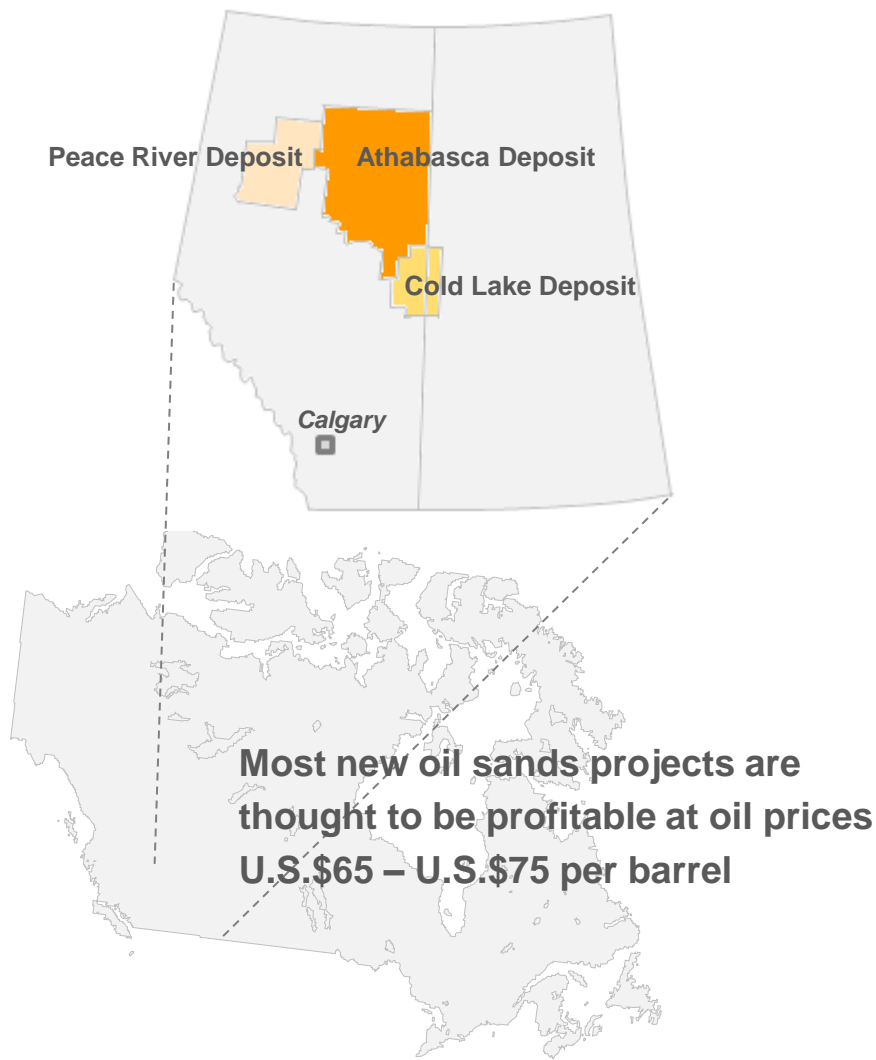 Peace River Deposit
Athabasca Deposit
Cold Lake Deposit
Calgary
Most new oil sands projects are
thought to be profitable at oil prices
U.S.$65 – U.S.$75 per barrel